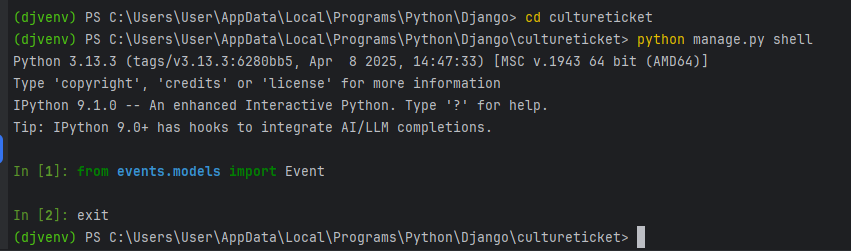 (djvenv) PS C:\Users\User\AppData\Local\Programs\Python\Django> cd cultureticket
(djvenv) PS C:\Users\User\AppData\Local\Programs\Python\Django\cultureticket> python manage.py shell
Python 3.13.3 (tags/v3.13.3:6280bb5, Apr  8 2025, 14:47:33) [MSC v.1943 64 bit (AMD64)]
Type 'copyright', 'credits' or 'license' for more information
IPython 9.1.0 -- An enhanced Interactive Python. Type '?' for help.
Tip: IPython 9.0+ has hooks to integrate AI/LLM completions.
In [1]: from events.models import Event
In [2]: exit
(djvenv) PS C:\Users\User\AppData\Local\Programs\Python\Django\cultureticket>